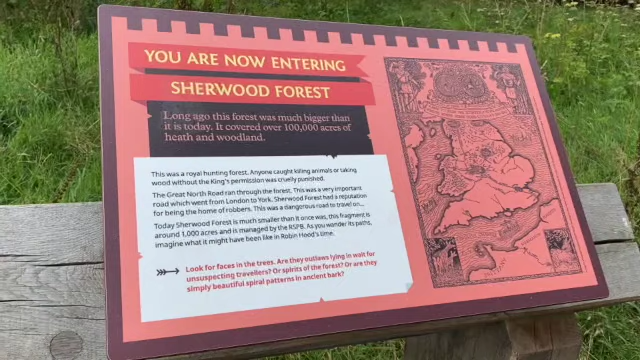 YOU ARE NOW ENTERING
SHERWOOD FOREST
Long ago this forest was much bigger than
it is today. It covered over 100,000 acres of
heath and woodland.
This was a royal hunting forest. Anyone caught killing animals or taking
wood without the King's permission was cruelly punished.
The Great North Road ran through the forest. This was a very important
road which went from London to York. Sherwood Forest had a reputation
for being the home of robbers. This was a dangerous road to travel on...
Today Sherwood Forest is much smaller than it once was, this fragment is
around 1,000 acres and is managed by the RSPB. As you wander its paths,
imagine what it might have been like in Robin Hood's time.
Look for faces in the trees. Are they outlaws lying in wait for
unsuspecting travellers? Or spirits of the forest? Or are they
simply beautiful spiral patterns in ancient bark?